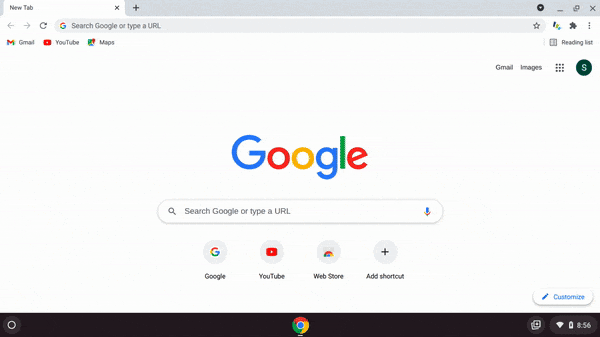 New Tab
Search Google or type a URL
Gmail YouTube Maps Reading list
Gmail Images S
Google
Search Google or type a URL
Google YouTube Web Store Add shortcut
Customize
8:56